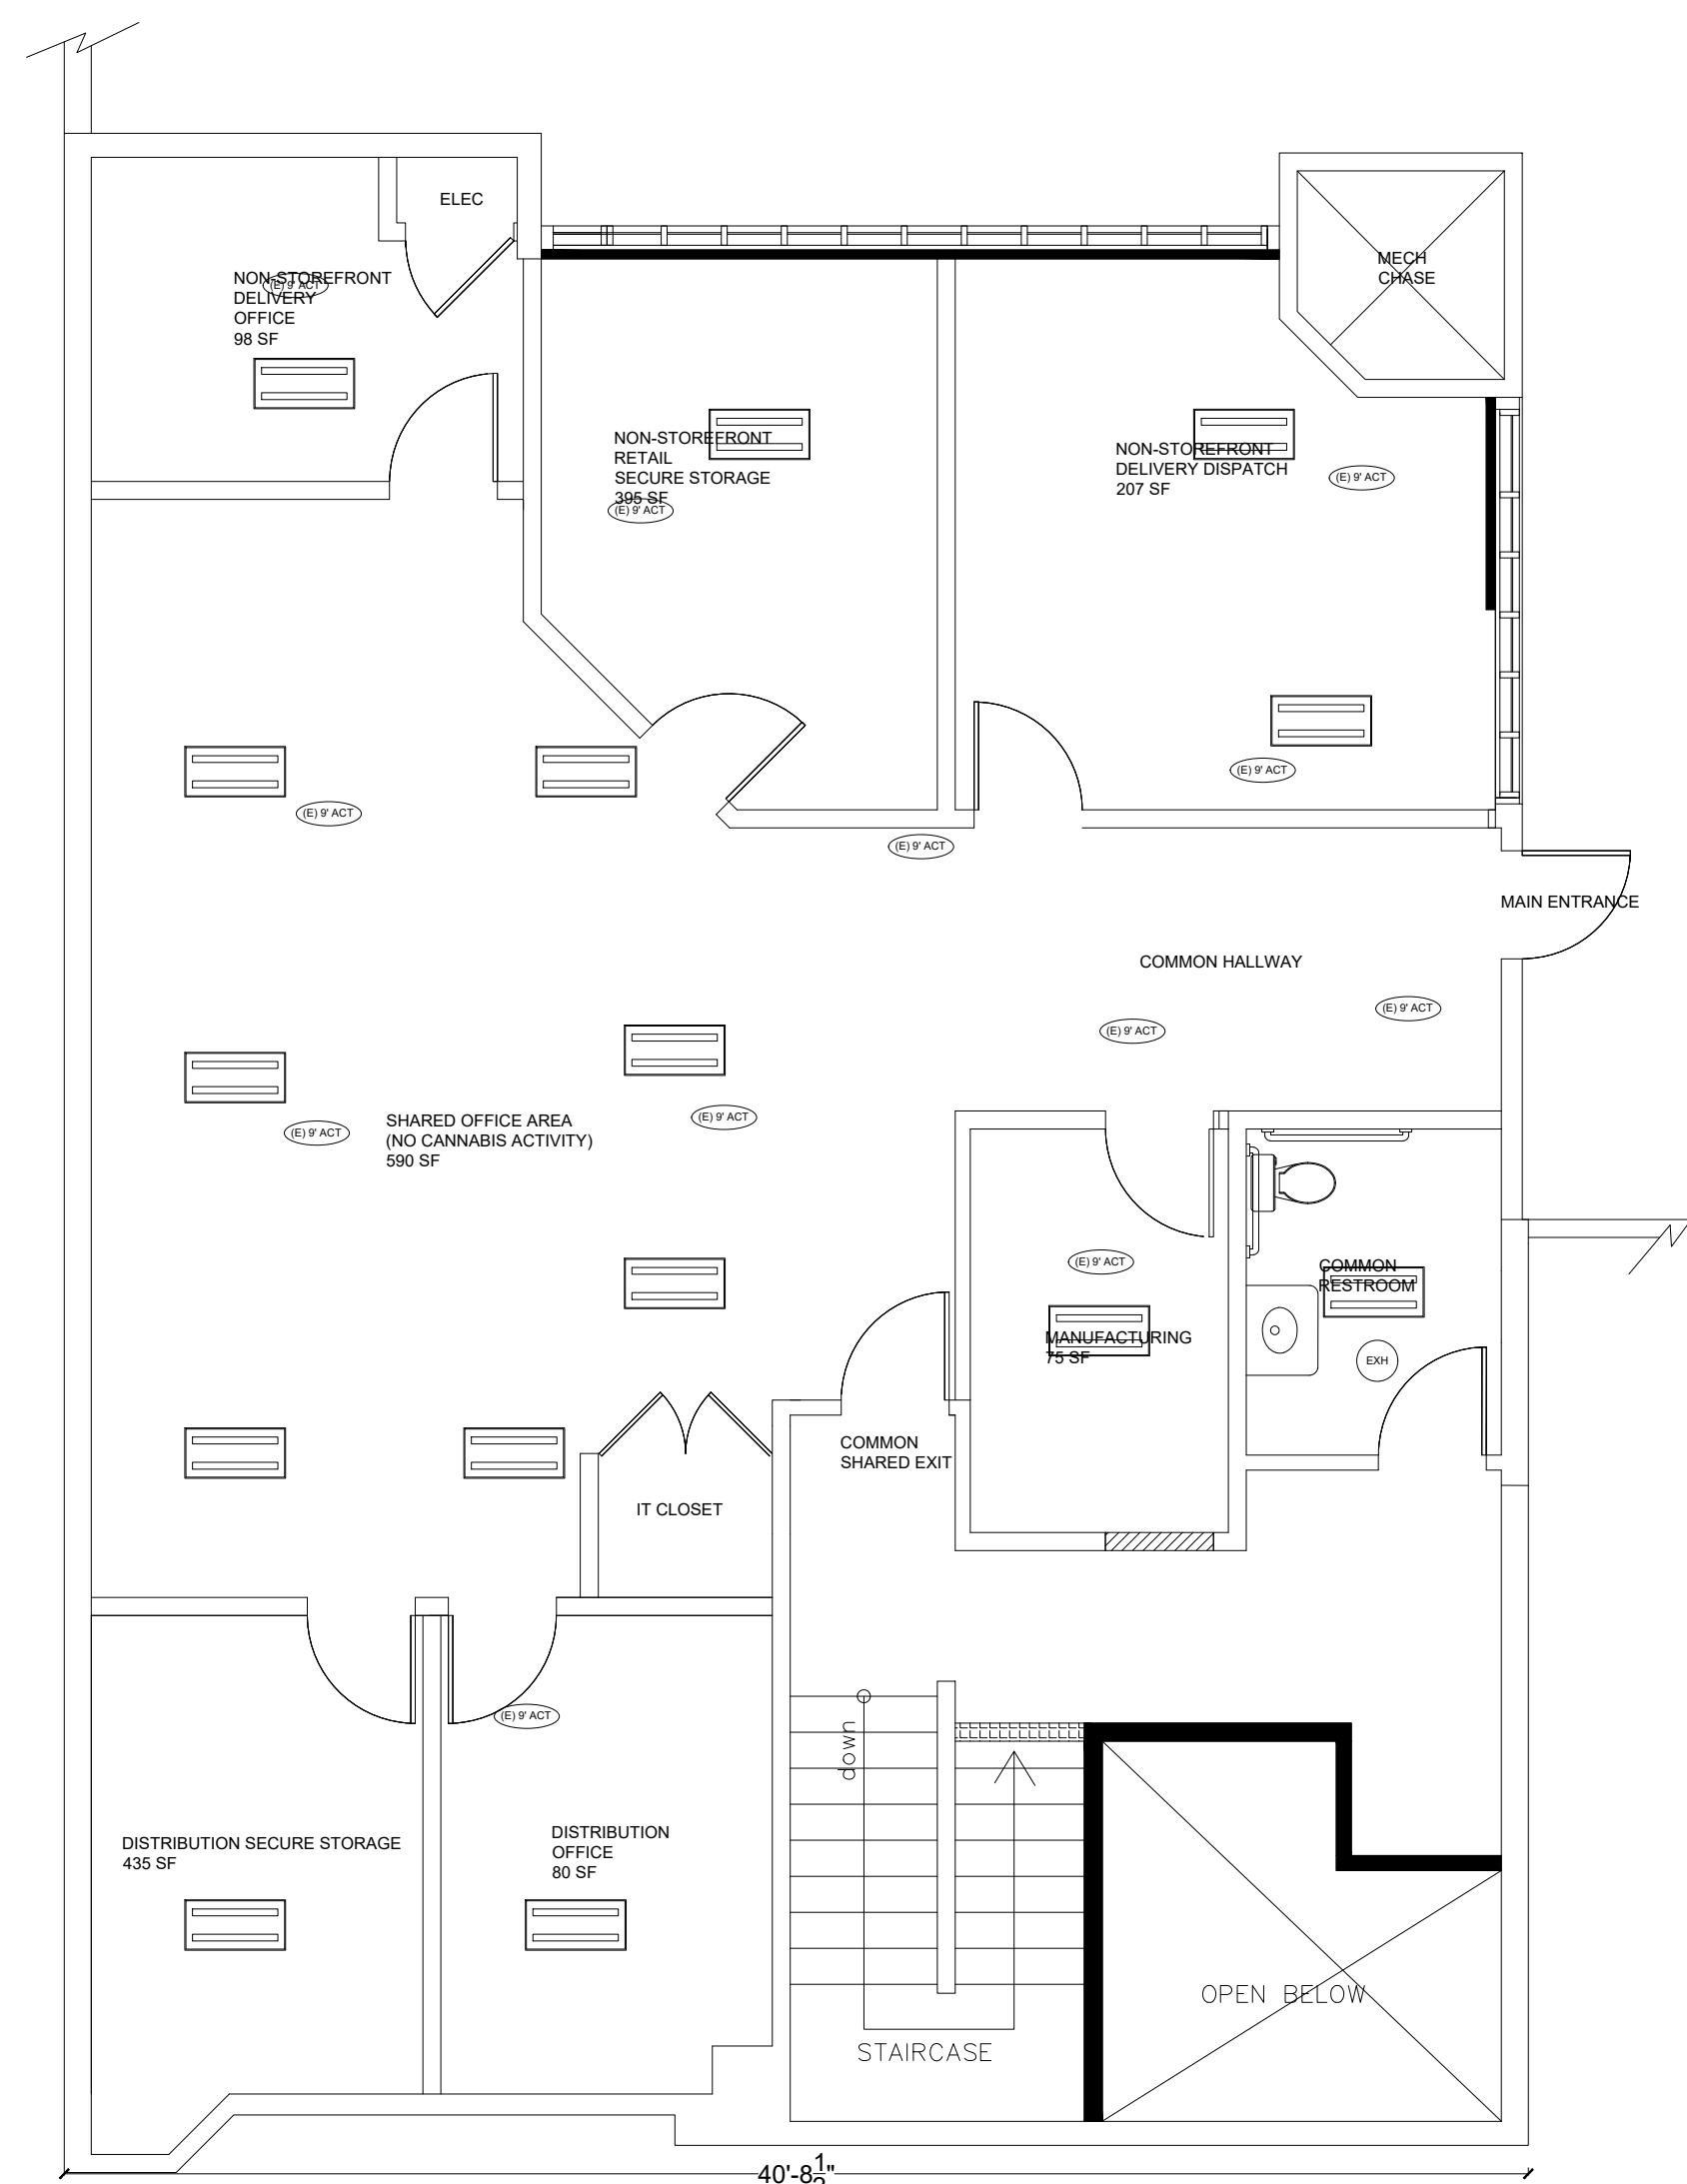 ELEC
NON-STOREFRONT
DELIVERY
OFFICE
98 SF
(E) 9' ACT
MECH
CHASE
NON-STOREFRONT
RETAIL
SECURE STORAGE
395 SF
(E) 9' ACT
NON-STOREFRONT
DELIVERY DISPATCH
207 SF
(E) 9' ACT
(E) 9' ACT
(E) 9' ACT
(E) 9' ACT
MAIN ENTRANCE
COMMON HALLWAY
(E) 9' ACT
(E) 9' ACT
(E) 9' ACT
(E) 9' ACT
SHARED OFFICE AREA
(NO CANNABIS ACTIVITY)
590 SF
(E) 9' ACT
COMMON
RESTROOM
MANUFACTURING
75 SF
EXH
COMMON
SHARED EXIT
IT CLOSET
(E) 9' ACT
down
DISTRIBUTION SECURE STORAGE
435 SF
DISTRIBUTION
OFFICE
80 SF
OPEN BELOW
STAIRCASE
40'-8½"